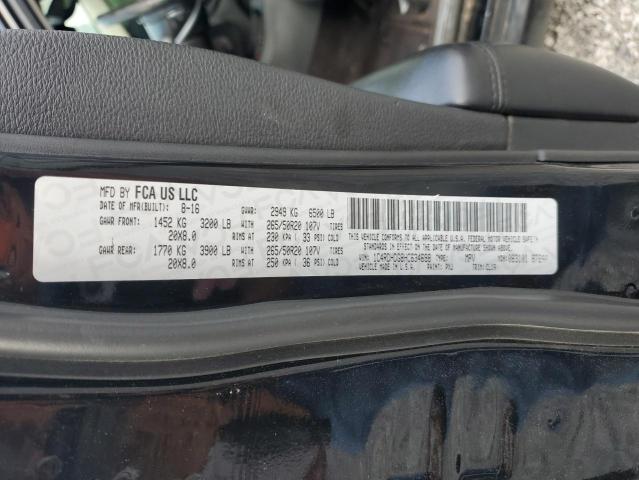 MFD BY FCA US LLC
DATE OF MFR(BUILT): 8-16 GVWR: 2949 KG 6500 LB
GAWR FRONT: 1452 KG 3200 LB WITH 265/50R20 107V TIRES
20X8.0 RIMS AT 230 KPA ( 33 PSI) COLD
GAWR REAR: 1770 KG 3900 LB WITH 265/50R20 107V TIRES
20X8.0 RIMS AT 250 KPA ( 36 PSI) COLD
THIS VEHICLE CONFORMS TO ALL APPLICABLE U.S.A. FEDERAL MOTOR VEHICLE SAFETY
STANDARDS IN EFFECT ON THE DATE OF MANUFACTURE SHOWN ABOVE.
VIN: TYPE: MPV MDH:
MADE IN U.S.A. PAINT: TRIM: